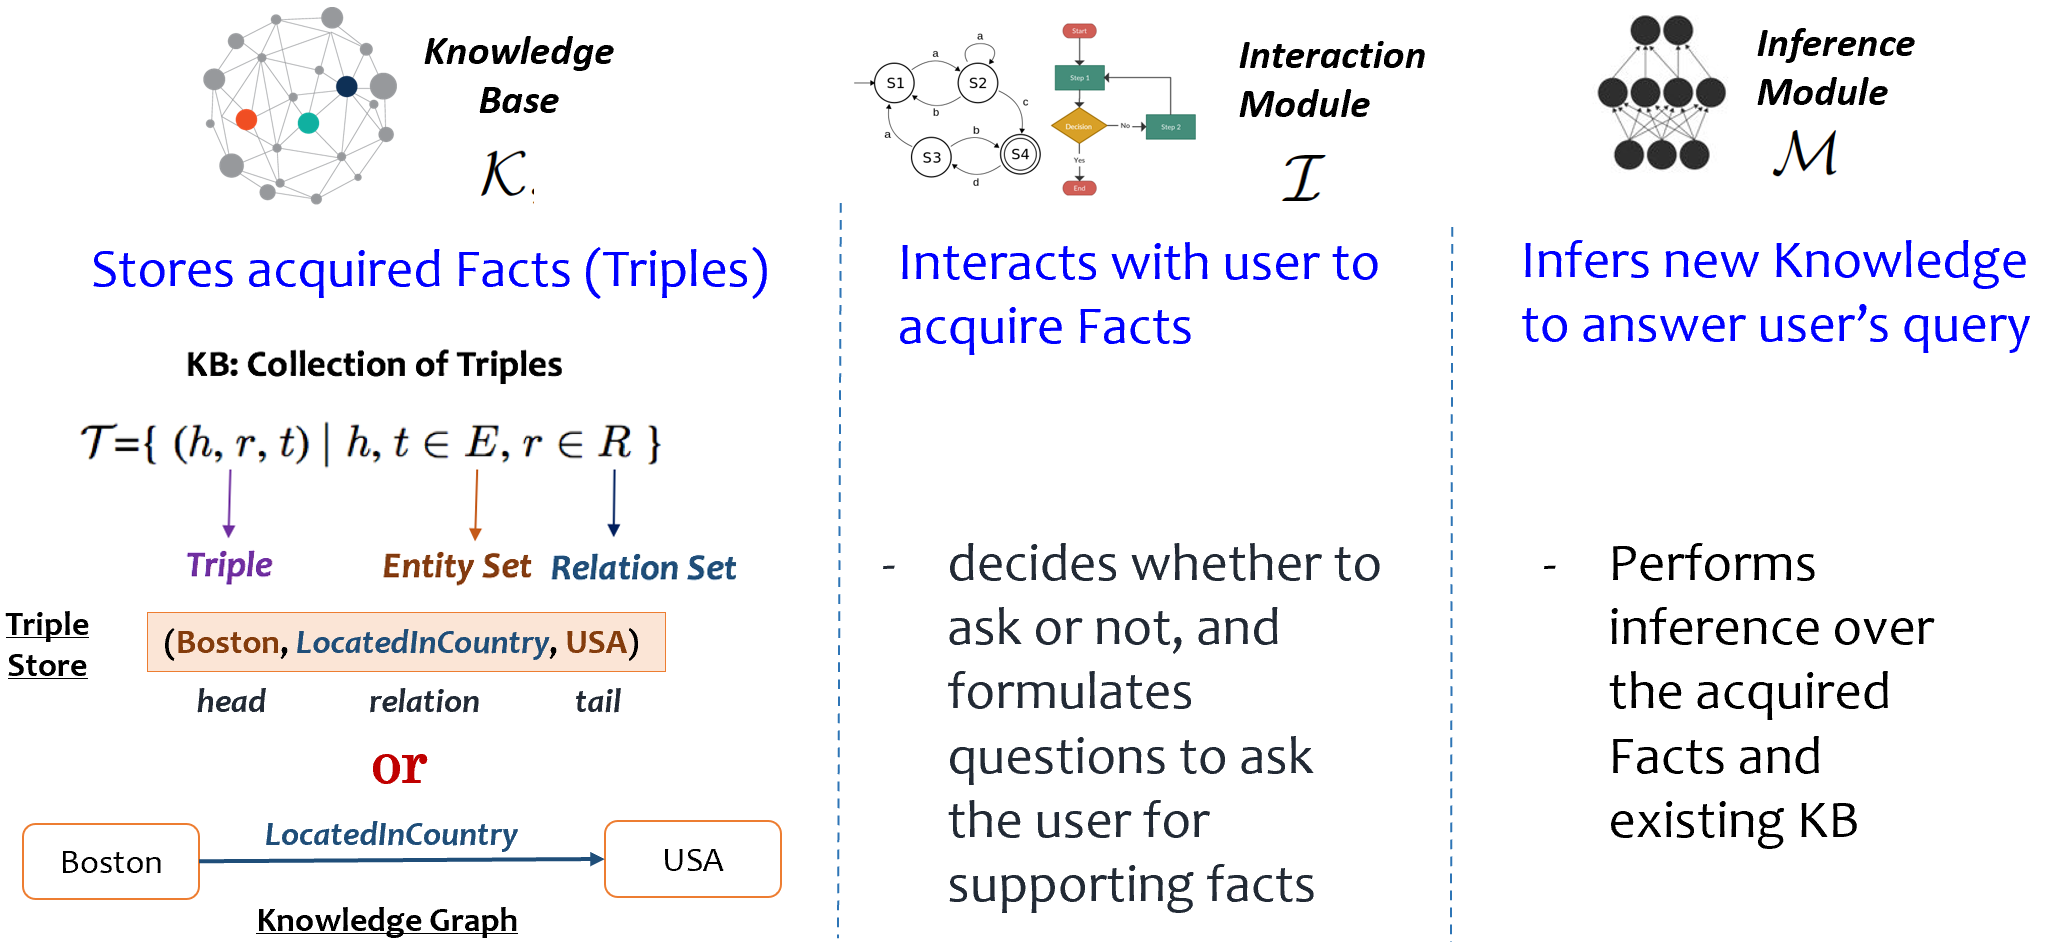 Knowledge
Base
𝒦,
Stores acquired Facts (Triples)
KB: Collection of Triples
𝒯={ (h, r, t) | h, t ∈ E, r ∈ R }
Triple
Entity Set
Relation Set
Triple
Store
(Boston, LocatedInCountry, USA)
head
relation
tail
or
Boston
LocatedInCountry
USA
Knowledge Graph
a
a
S1
S2
b
c
a
b
S3
S4
d
Start
Step 1
Decision
No
Step 2
Yes
End
Interaction
Module
ℐ
Interacts with user to
acquire Facts
- decides whether to
ask or not, and
formulates
questions to ask
the user for
supporting facts
Inference
Module
ℳ
Infers new Knowledge
to answer user’s query
- Performs
inference over
the acquired
Facts and
existing KB